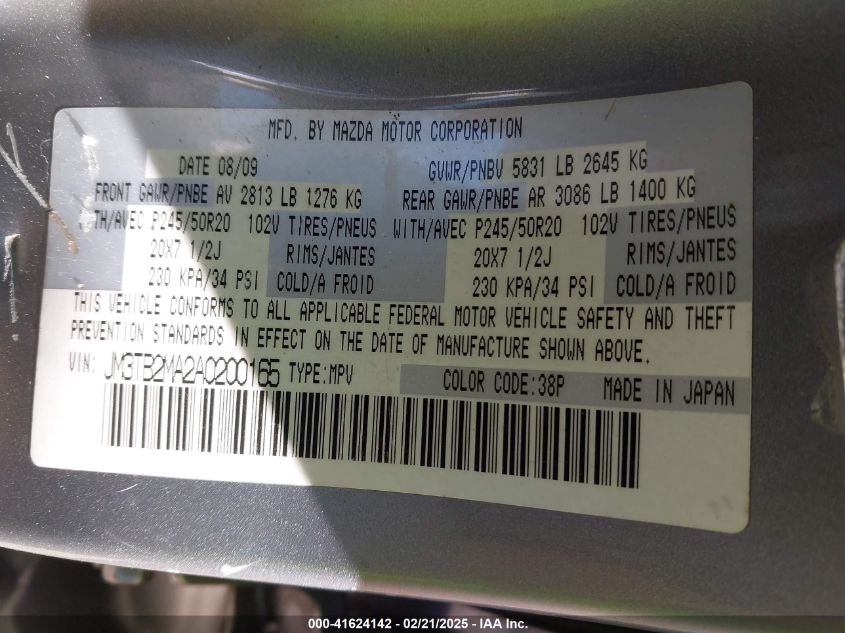 MFD. BY MAZDA MOTOR CORPORATION
DATE 08/09 GVWR/PNBV 5831 LB 2645 KG
FRONT GAWR/PNBE AV 2813 LB 1276 KG REAR GAWR/PNBE AR 3086 LB 1400 KG
TH/AVEC P245/50R20 102V TIRES/PNEUS WITH/AVEC P245/50R20 102V TIRES/PNEUS
20X7 1/2J RIMS/JANTES 20X7 1/2J RIMS/JANTES
230 KPA/34 PSI COLD/A FROID 230 KPA/34 PSI COLD/A FROID
THIS VEHICLE CONFORMS TO ALL APPLICABLE FEDERAL MOTOR VEHICLE SAFETY AND THEFT
PREVENTION STANDARDS IN EFFECT ON THE DATE OF MANUFACTURE SHOWN ABOVE.
VIN: JM3TB2MA2A0200165 TYPE:MPV COLOR CODE:38P MADE IN JAPAN
000-41624142 - 02/21/2025 - IAA Inc.